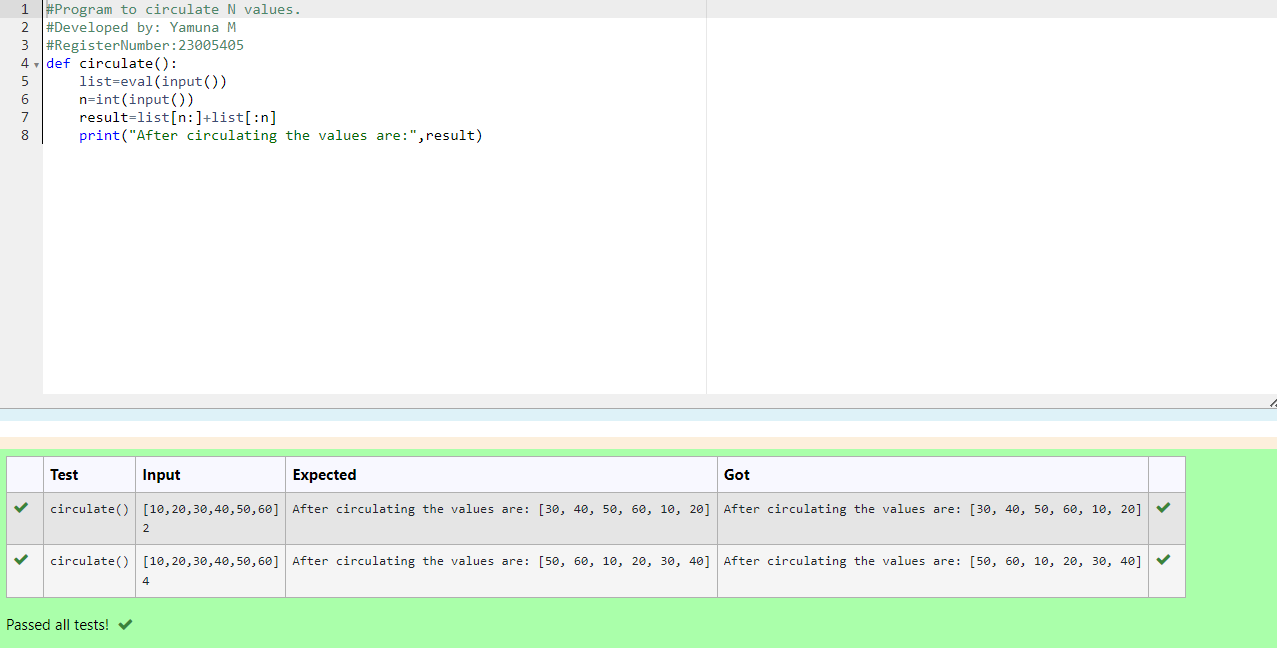 1 #Program to circulate N values.
2 #Developed by: Yamuna M
3 #RegisterNumber:23005405
4 def circulate():
5     list=eval(input())
6     n=int(input())
7     result=list[n:]+list[:n]
8     print("After circulating the values are:",result)
Test Input Expected Got
circulate() [10,20,30,40,50,60] After circulating the values are: [30, 40, 50, 60, 10, 20] After circulating the values are: [30, 40, 50, 60, 10, 20]
2
circulate() [10,20,30,40,50,60] After circulating the values are: [50, 60, 10, 20, 30, 40] After circulating the values are: [50, 60, 10, 20, 30, 40]
4
Passed all tests!